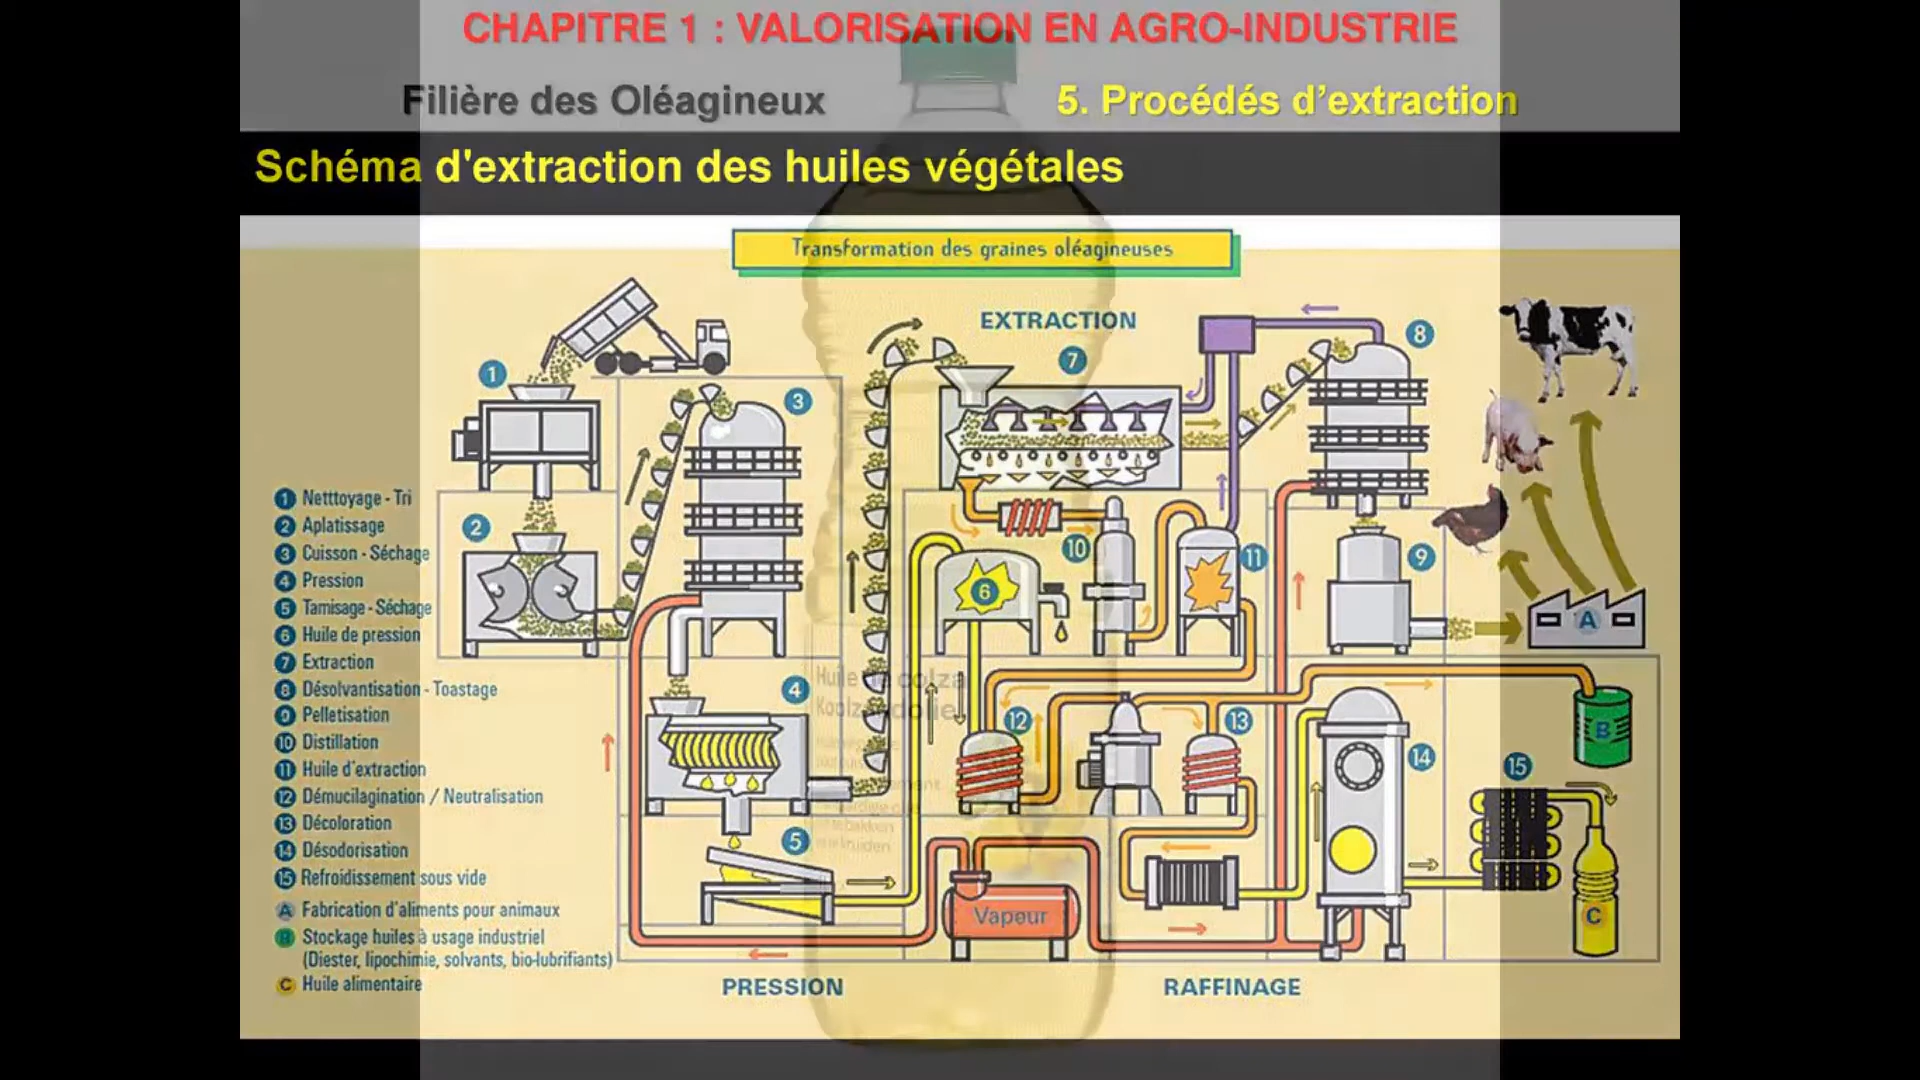 CHAPITRE 1 : VALORISATION EN AGRO-INDUSTRIE
Filière des Oléagineux
5. Procédés d’extraction
Schéma d'extraction des huiles végétales
Transformation des graines oléagineuses
EXTRACTION
1
2
3
4
5
6
7
8
9
10
11
12
13
14
15
A
B
C
1 Netttoyage - Tri
2 Aplatissage
3 Cuisson - Séchage
4 Pression
5 Tamisage - Séchage
6 Huile de pression
7 Extraction
8 Désolvantisation - Toastage
9 Pelletisation
10 Distillation
11 Huile d'extraction
12 Démucilagination / Neutralisation
13 Décoloration
14 Désodorisation
15 Refroidissement sous vide
A Fabrication d'aliments pour animaux
B Stockage huiles à usage industriel
(Diester, lipochimie, solvants, bio-lubrifiants)
C Huile alimentaire
Huile de colza
Vapeur
PRESSION
RAFFINAGE